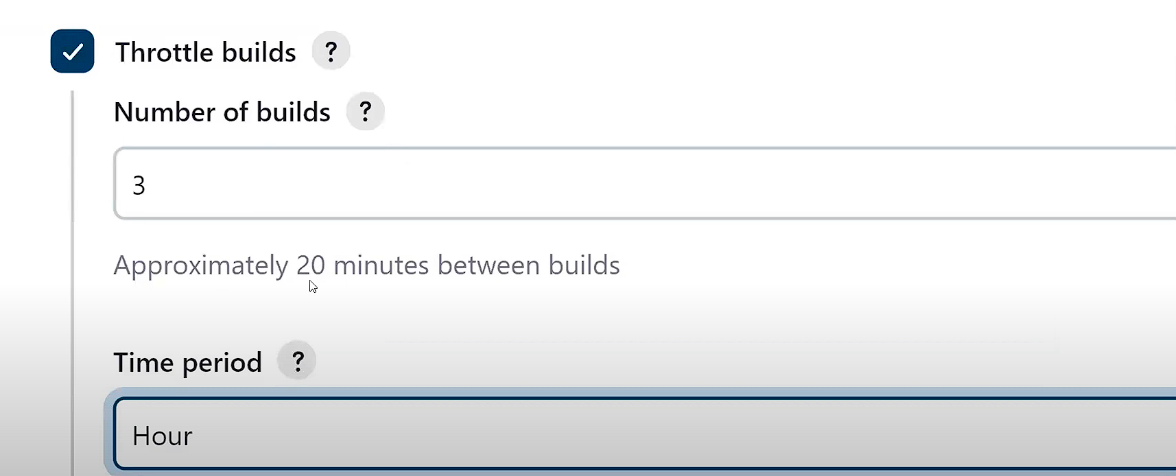 Throttle builds ?
Number of builds ?
3
Approximately 20 minutes between builds
Time period ?
Hour